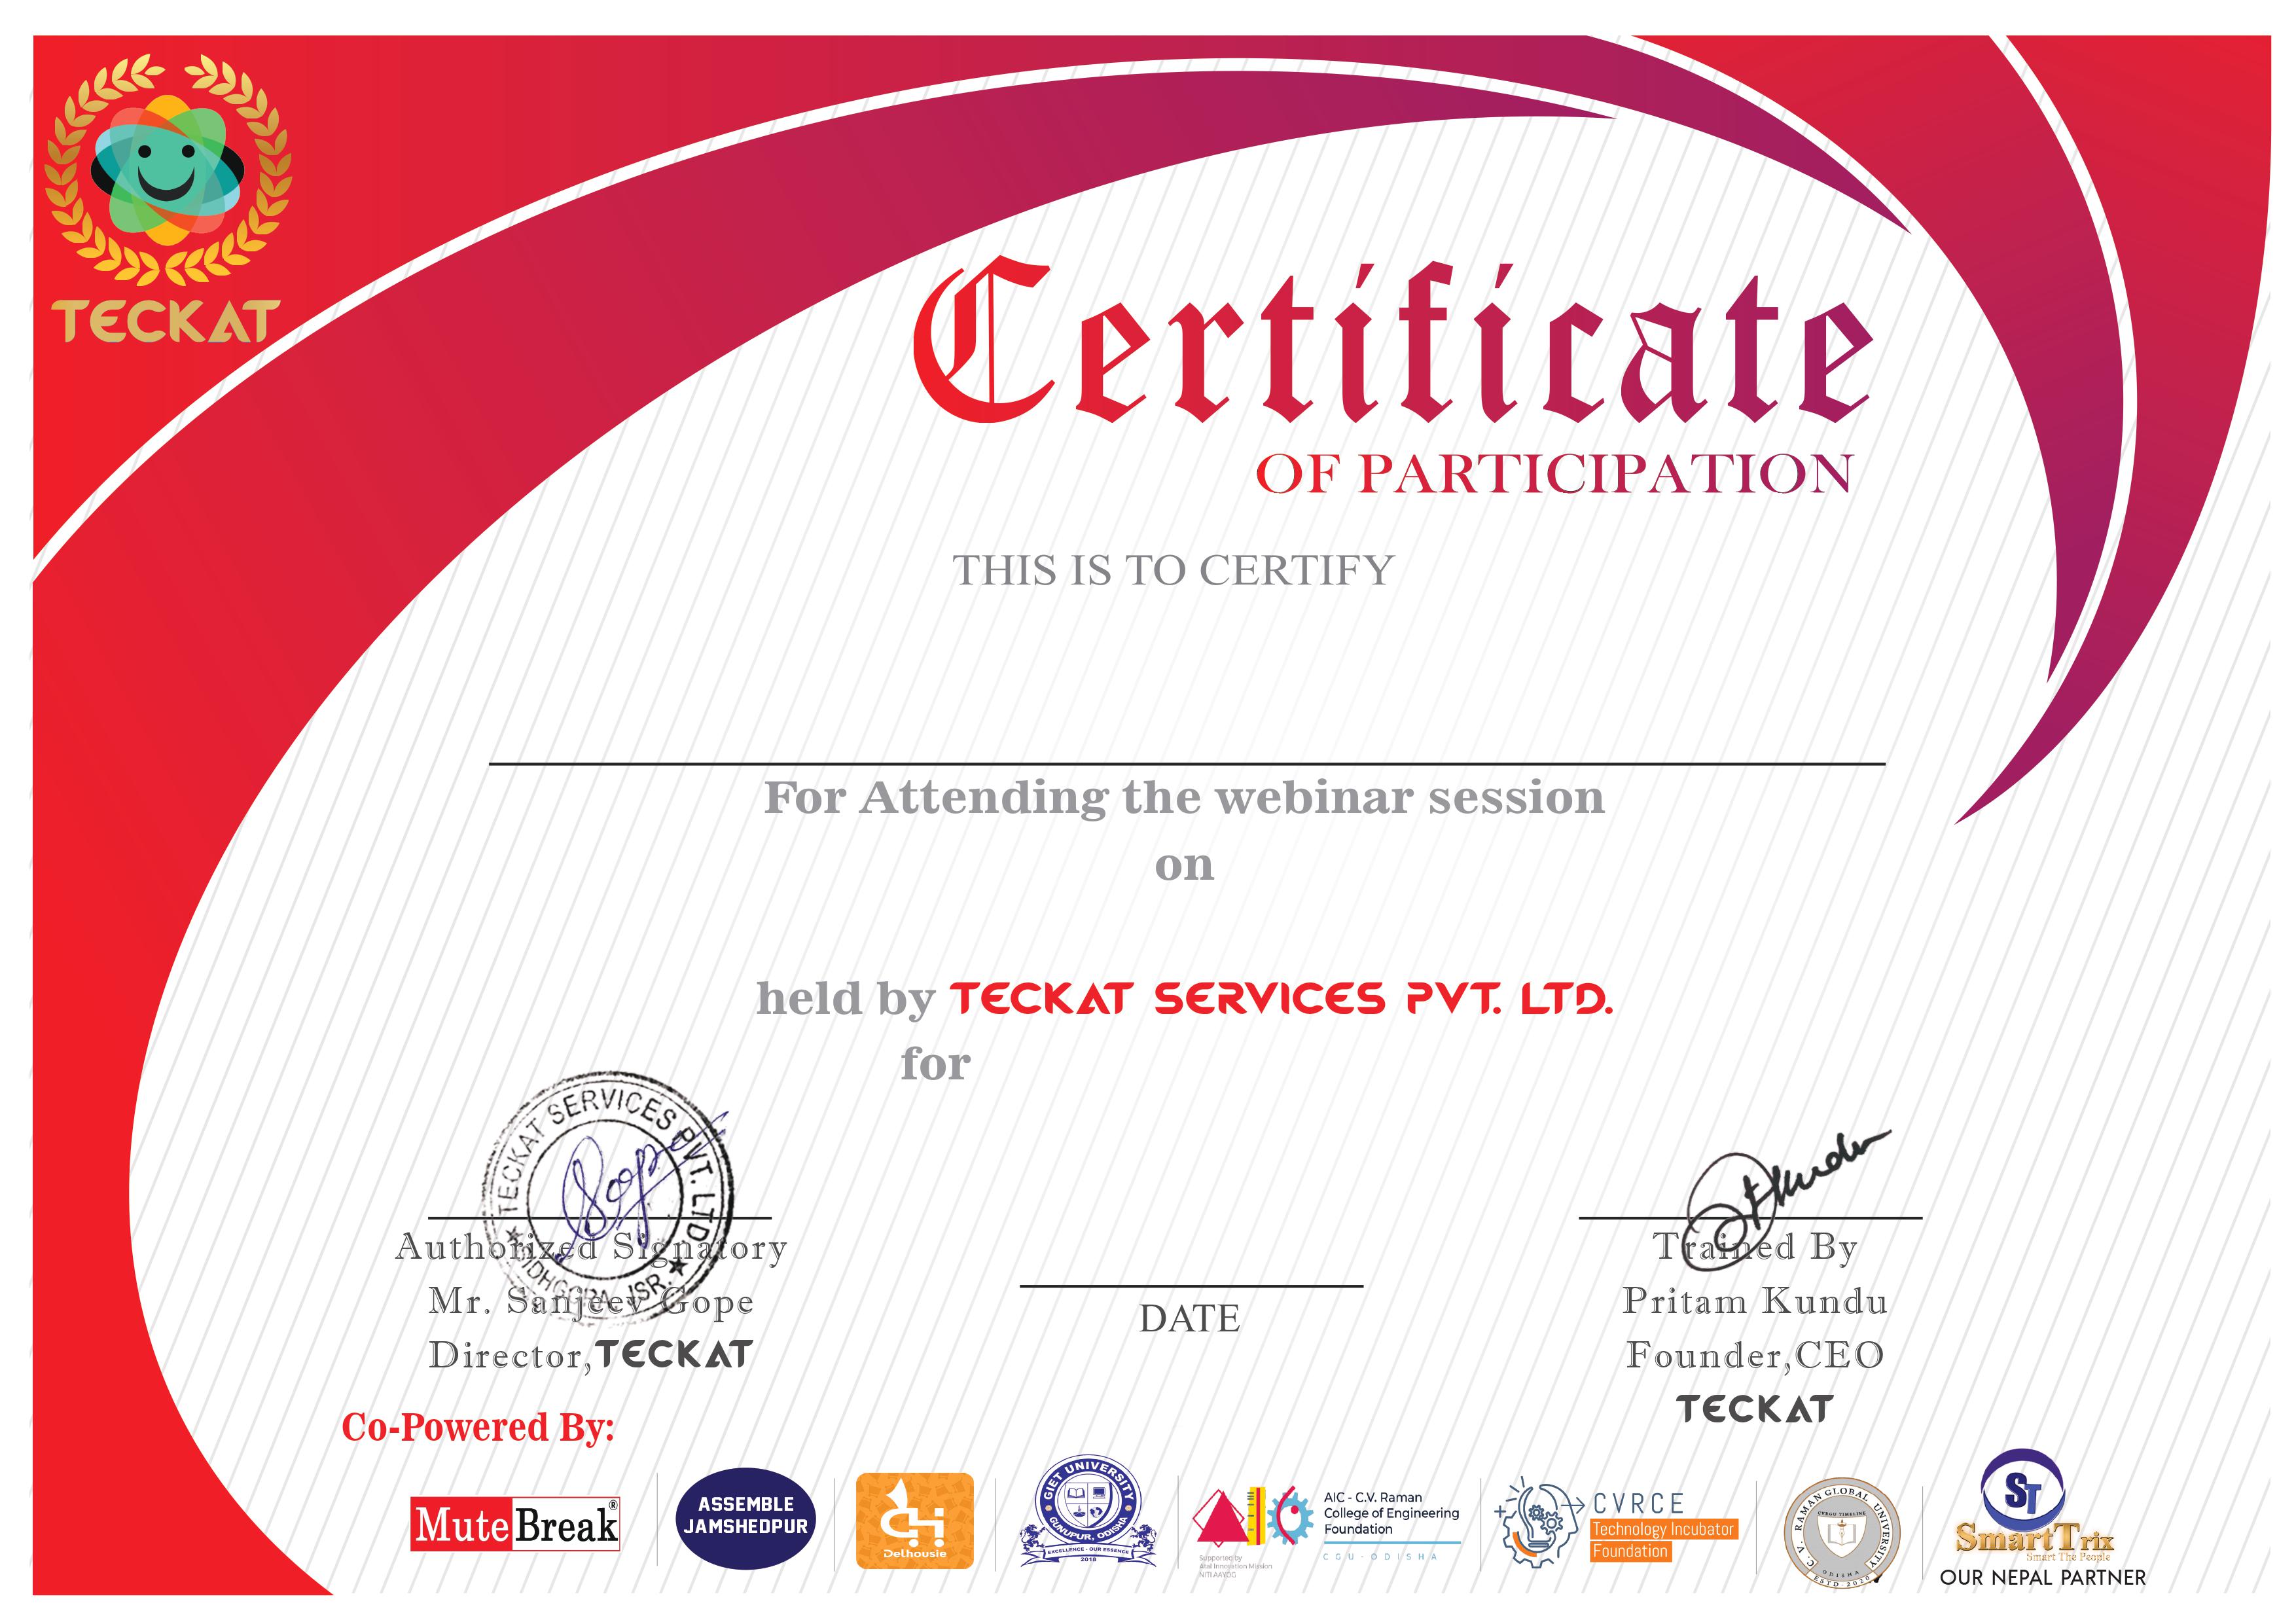 TECKAT
Certificate
OF PARTICIPATION
THIS IS TO CERTIFY
For Attending the webinar session
on
held by TECKAT SERVICES PVT. LTD.
for
TECKAT SERVICES PVT. LTD.
★ SIDHGORA, JSR. ★
Authorized Signatory
Mr. Sanjeev Gope
Director,TECKAT
DATE
Trained By
Pritam Kundu
Founder,CEO
TECKAT
Co-Powered By:
MuteBreak®
ASSEMBLE
JAMSHEDPUR
Delhousie
GIET UNIVERSITY
GUNUPUR, ODISHA
EXCELLENCE - OUR ESSENCE
2018
Supported by
Atal Innovation Mission
NITI AAYOG
AIC - C.V. Raman
College of Engineering
Foundation
CGU-ODISHA
CVRCE
Technology Incubator
Foundation
C. V. RAMAN GLOBAL UNIVERSITY
ODISHA
ESTD-2020
ST
SmartTrix
Smart The People
OUR NEPAL PARTNER